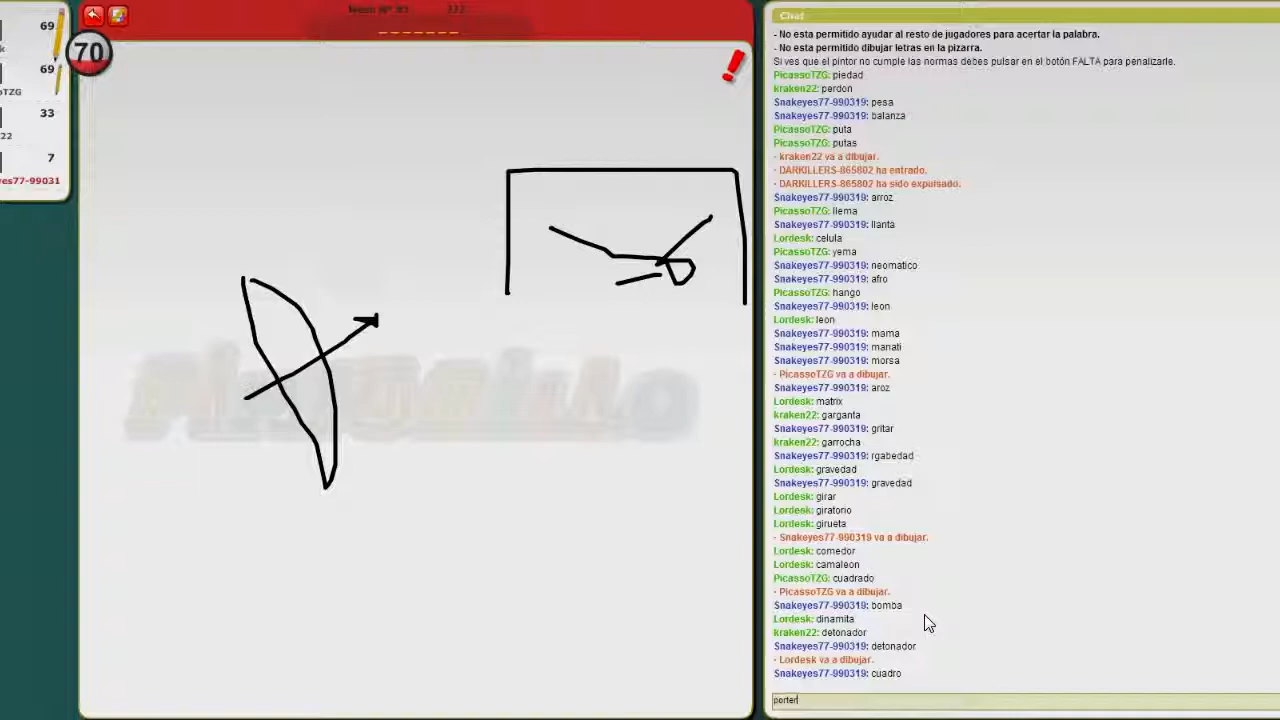 69
k
70
69
oTZG
33
22
7
es77-99031
Mesa Nº 85 332
Chat
- No esta permitido ayudar al resto de jugadores para acertar la palabra.
- No esta permitido dibujar letras en la pizarra.
Si ves que el pintor no cumple las normas debes pulsar en el botón FALTA para penalizarle.
PicassoTZG: piedad
kraken22: perdon
Snakeyes77-990319: pesa
Snakeyes77-990319: balanza
PicassoTZG: puta
PicassoTZG: putas
· kraken22 va a dibujar.
· DARKILLERS-865802 ha entrado.
· DARKILLERS-865802 ha sido expulsado.
Snakeyes77-990319: arroz
PicassoTZG: llema
Snakeyes77-990319: llanta
Lordesk: celula
PicassoTZG: yema
Snakeyes77-990319: neomatico
Snakeyes77-990319: afro
PicassoTZG: hango
Snakeyes77-990319: leon
Lordesk: leon
Snakeyes77-990319: mama
Snakeyes77-990319: manati
Snakeyes77-990319: morsa
· PicassoTZG va a dibujar.
Snakeyes77-990319: aroz
Lordesk: matrix
kraken22: garganta
Snakeyes77-990319: gritar
kraken22: garrocha
Snakeyes77-990319: rgabedad
Lordesk: gravedad
Snakeyes77-990319: gravedad
Lordesk: girar
Lordesk: giratorio
Lordesk: girueta
· Snakeyes77-990319 va a dibujar.
Lordesk: comedor
Lordesk: camaleon
PicassoTZG: cuadrado
· PicassoTZG va a dibujar.
Snakeyes77-990319: bomba
Lordesk: dinamita
kraken22: detonador
Snakeyes77-990319: detonador
· Lordesk va a dibujar.
Snakeyes77-990319: cuadro
porter